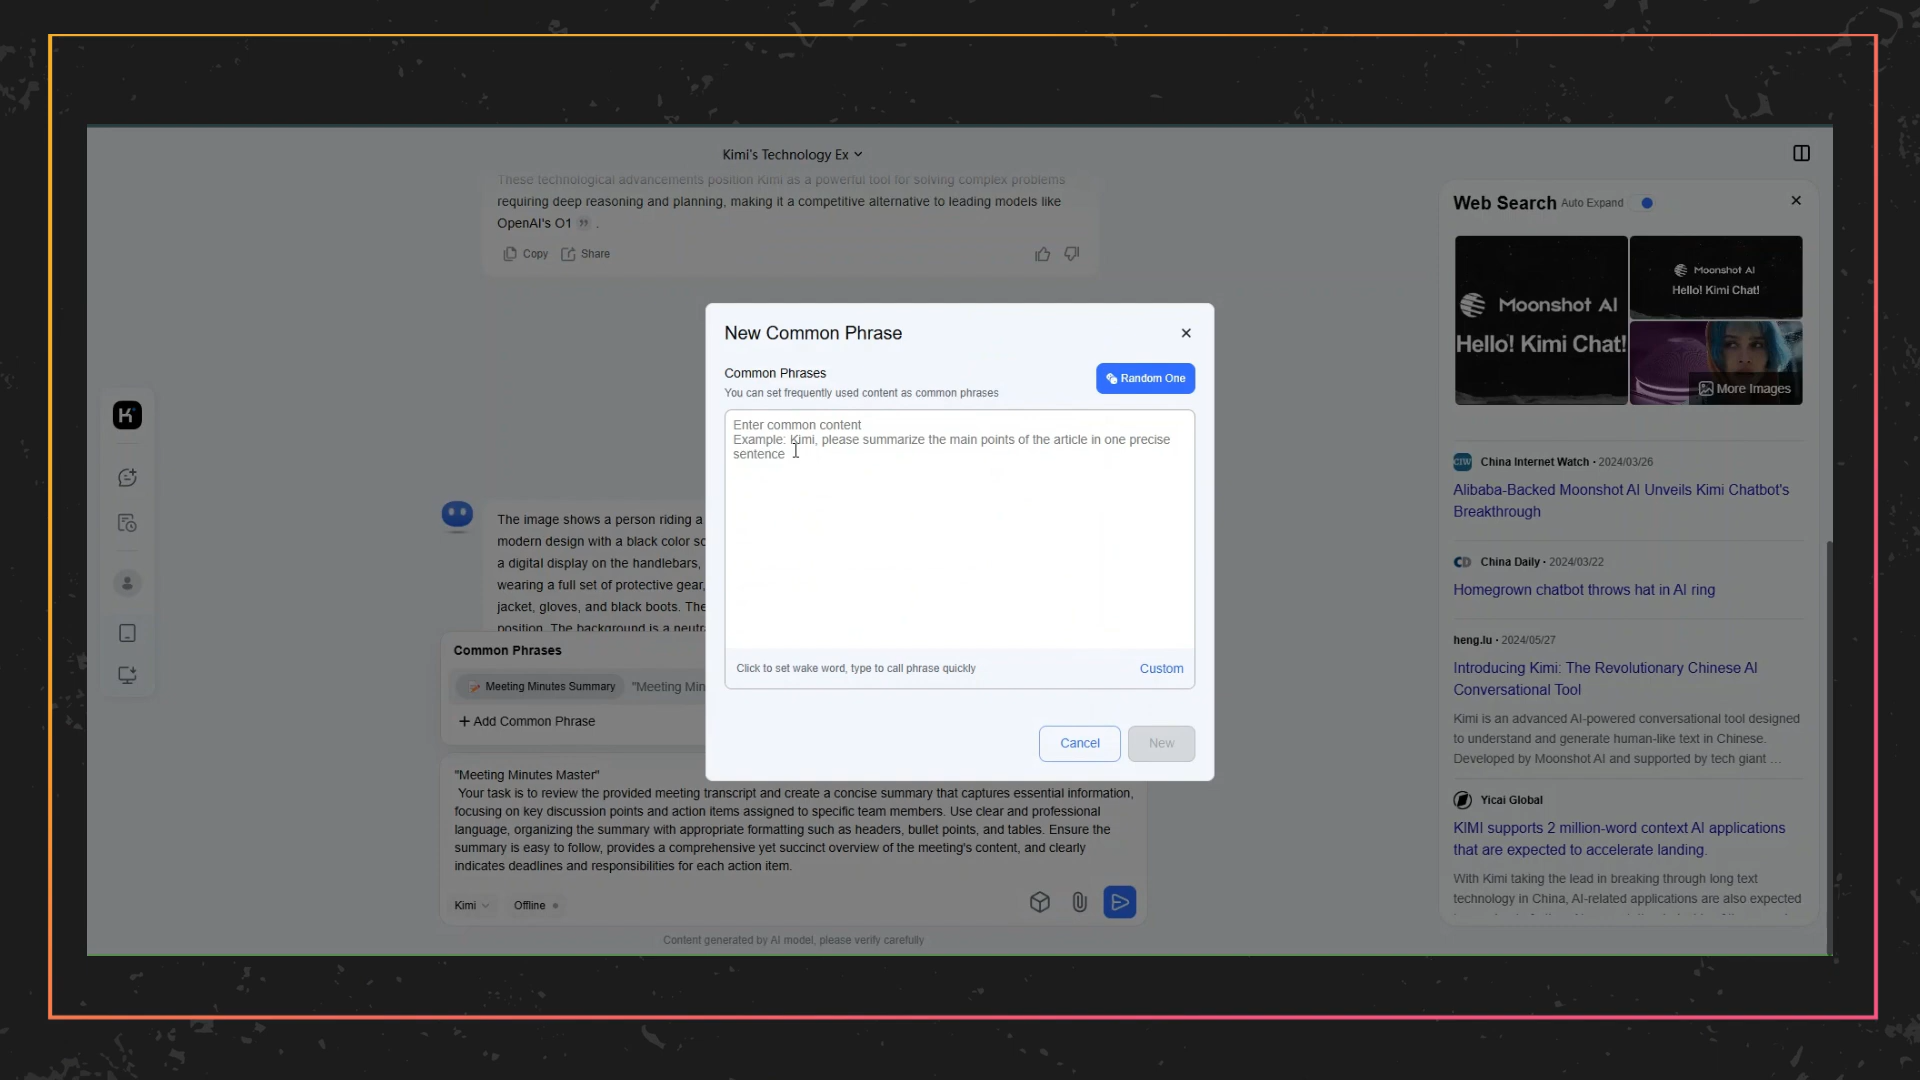 Kimi's Technology Ex
These technological advancements position Kimi as a powerful tool for solving complex problems
requiring deep reasoning and planning, making it a competitive alternative to leading models like
OpenAI's O1 ” .
Copy Share
The image shows a person riding a
modern design with a black color sc
a digital display on the handlebars,
wearing a full set of protective gear,
jacket, gloves, and black boots. The
position. The background is a neutra
Common Phrases
Meeting Minutes Summary "Meeting Min
+ Add Common Phrase
"Meeting Minutes Master"
Your task is to review the provided meeting transcript and create a concise summary that captures essential information,
focusing on key discussion points and action items assigned to specific team members. Use clear and professional
language, organizing the summary with appropriate formatting such as headers, bullet points, and tables. Ensure the
summary is easy to follow, provides a comprehensive yet succinct overview of the meeting's content, and clearly
indicates deadlines and responsibilities for each action item.
Kimi Offline
Content generated by AI model, please verify carefully
New Common Phrase
Common Phrases
You can set frequently used content as common phrases
Random One
Enter common content
Example: Kimi, please summarize the main points of the article in one precise
sentence
Click to set wake word, type to call phrase quickly
Custom
Cancel
New
Web Search Auto Expand
Moonshot AI
Hello! Kimi Chat!
Moonshot AI
Hello! Kimi Chat!
More Images
CIW China Internet Watch · 2024/03/26
Alibaba-Backed Moonshot AI Unveils Kimi Chatbot's
Breakthrough
CD China Daily · 2024/03/22
Homegrown chatbot throws hat in AI ring
heng.lu · 2024/05/27
Introducing Kimi: The Revolutionary Chinese AI
Conversational Tool
Kimi is an advanced AI-powered conversational tool designed
to understand and generate human-like text in Chinese.
Developed by Moonshot AI and supported by tech giant ...
Yicai Global
KIMI supports 2 million-word context AI applications
that are expected to accelerate landing.
With Kimi taking the lead in breaking through long text
technology in China, AI-related applications are also expected
K